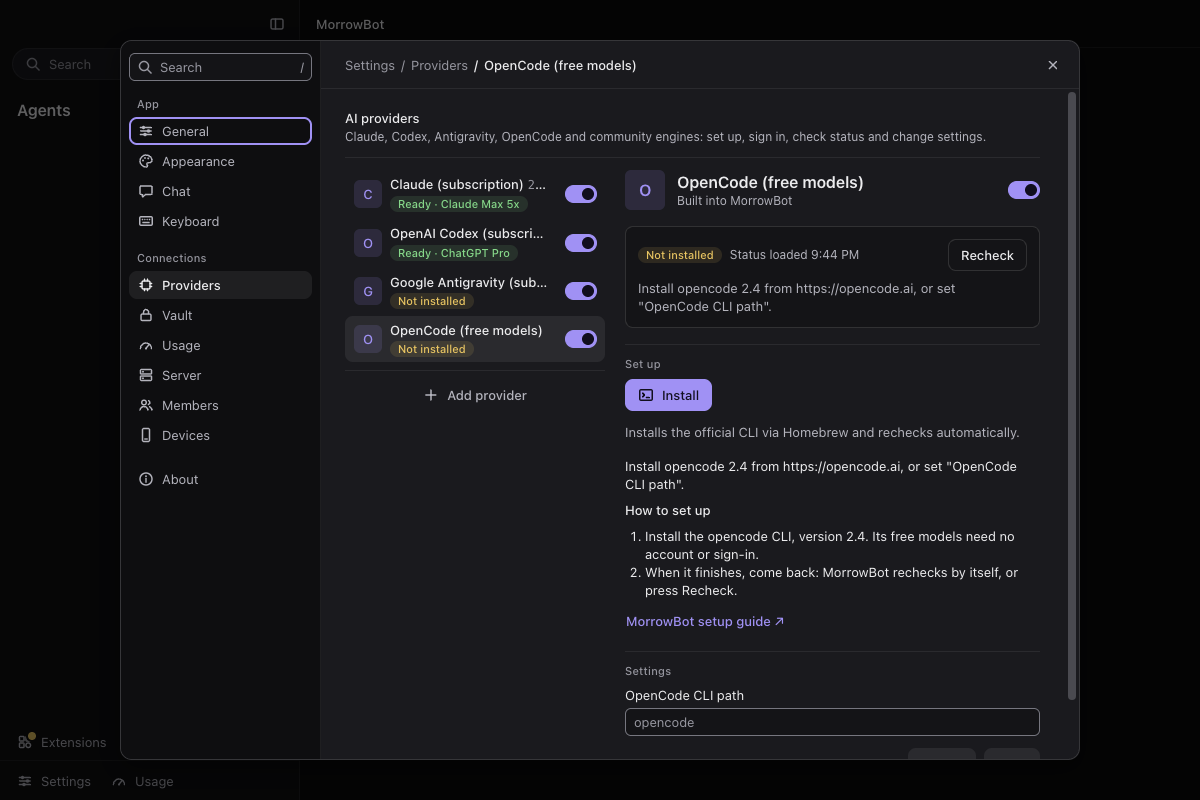 MorrowBot
Search
Agents
Extensions
Settings
Usage
Search /
App
General
Appearance
Chat
Keyboard
Connections
Providers
Vault
Usage
Server
Members
Devices
About
Settings / Providers / OpenCode (free models)
AI providers
Claude, Codex, Antigravity, OpenCode and community engines: set up, sign in, check status and change settings.
C
Claude (subscription) 2...
Ready · Claude Max 5x
O
OpenAI Codex (subscri...
Ready · ChatGPT Pro
G
Google Antigravity (sub...
Not installed
O
OpenCode (free models)
Not installed
Add provider
O
OpenCode (free models)
Built into MorrowBot
Not installed Status loaded 9:44 PM
Recheck
Install opencode 2.4 from https://opencode.ai, or set
"OpenCode CLI path".
Set up
Install
Installs the official CLI via Homebrew and rechecks automatically.
Install opencode 2.4 from https://opencode.ai, or set "OpenCode
CLI path".
How to set up
1. Install the opencode CLI, version 2.4. Its free models need no
account or sign-in.
2. When it finishes, come back: MorrowBot rechecks by itself, or
press Recheck.
MorrowBot setup guide ↗
Settings
OpenCode CLI path
opencode